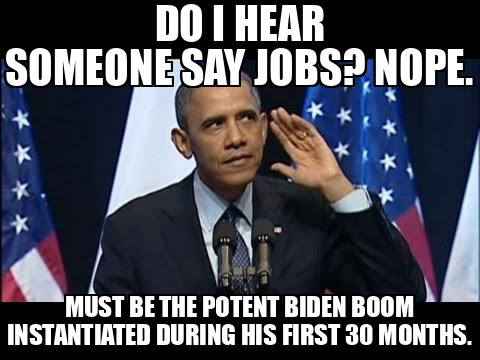 DO I HEAR
SOMEONE SAY JOBS? NOPE.
MUST BE THE POTENT BIDEN BOOM
INSTANTIATED DURING HIS FIRST 30 MONTHS.